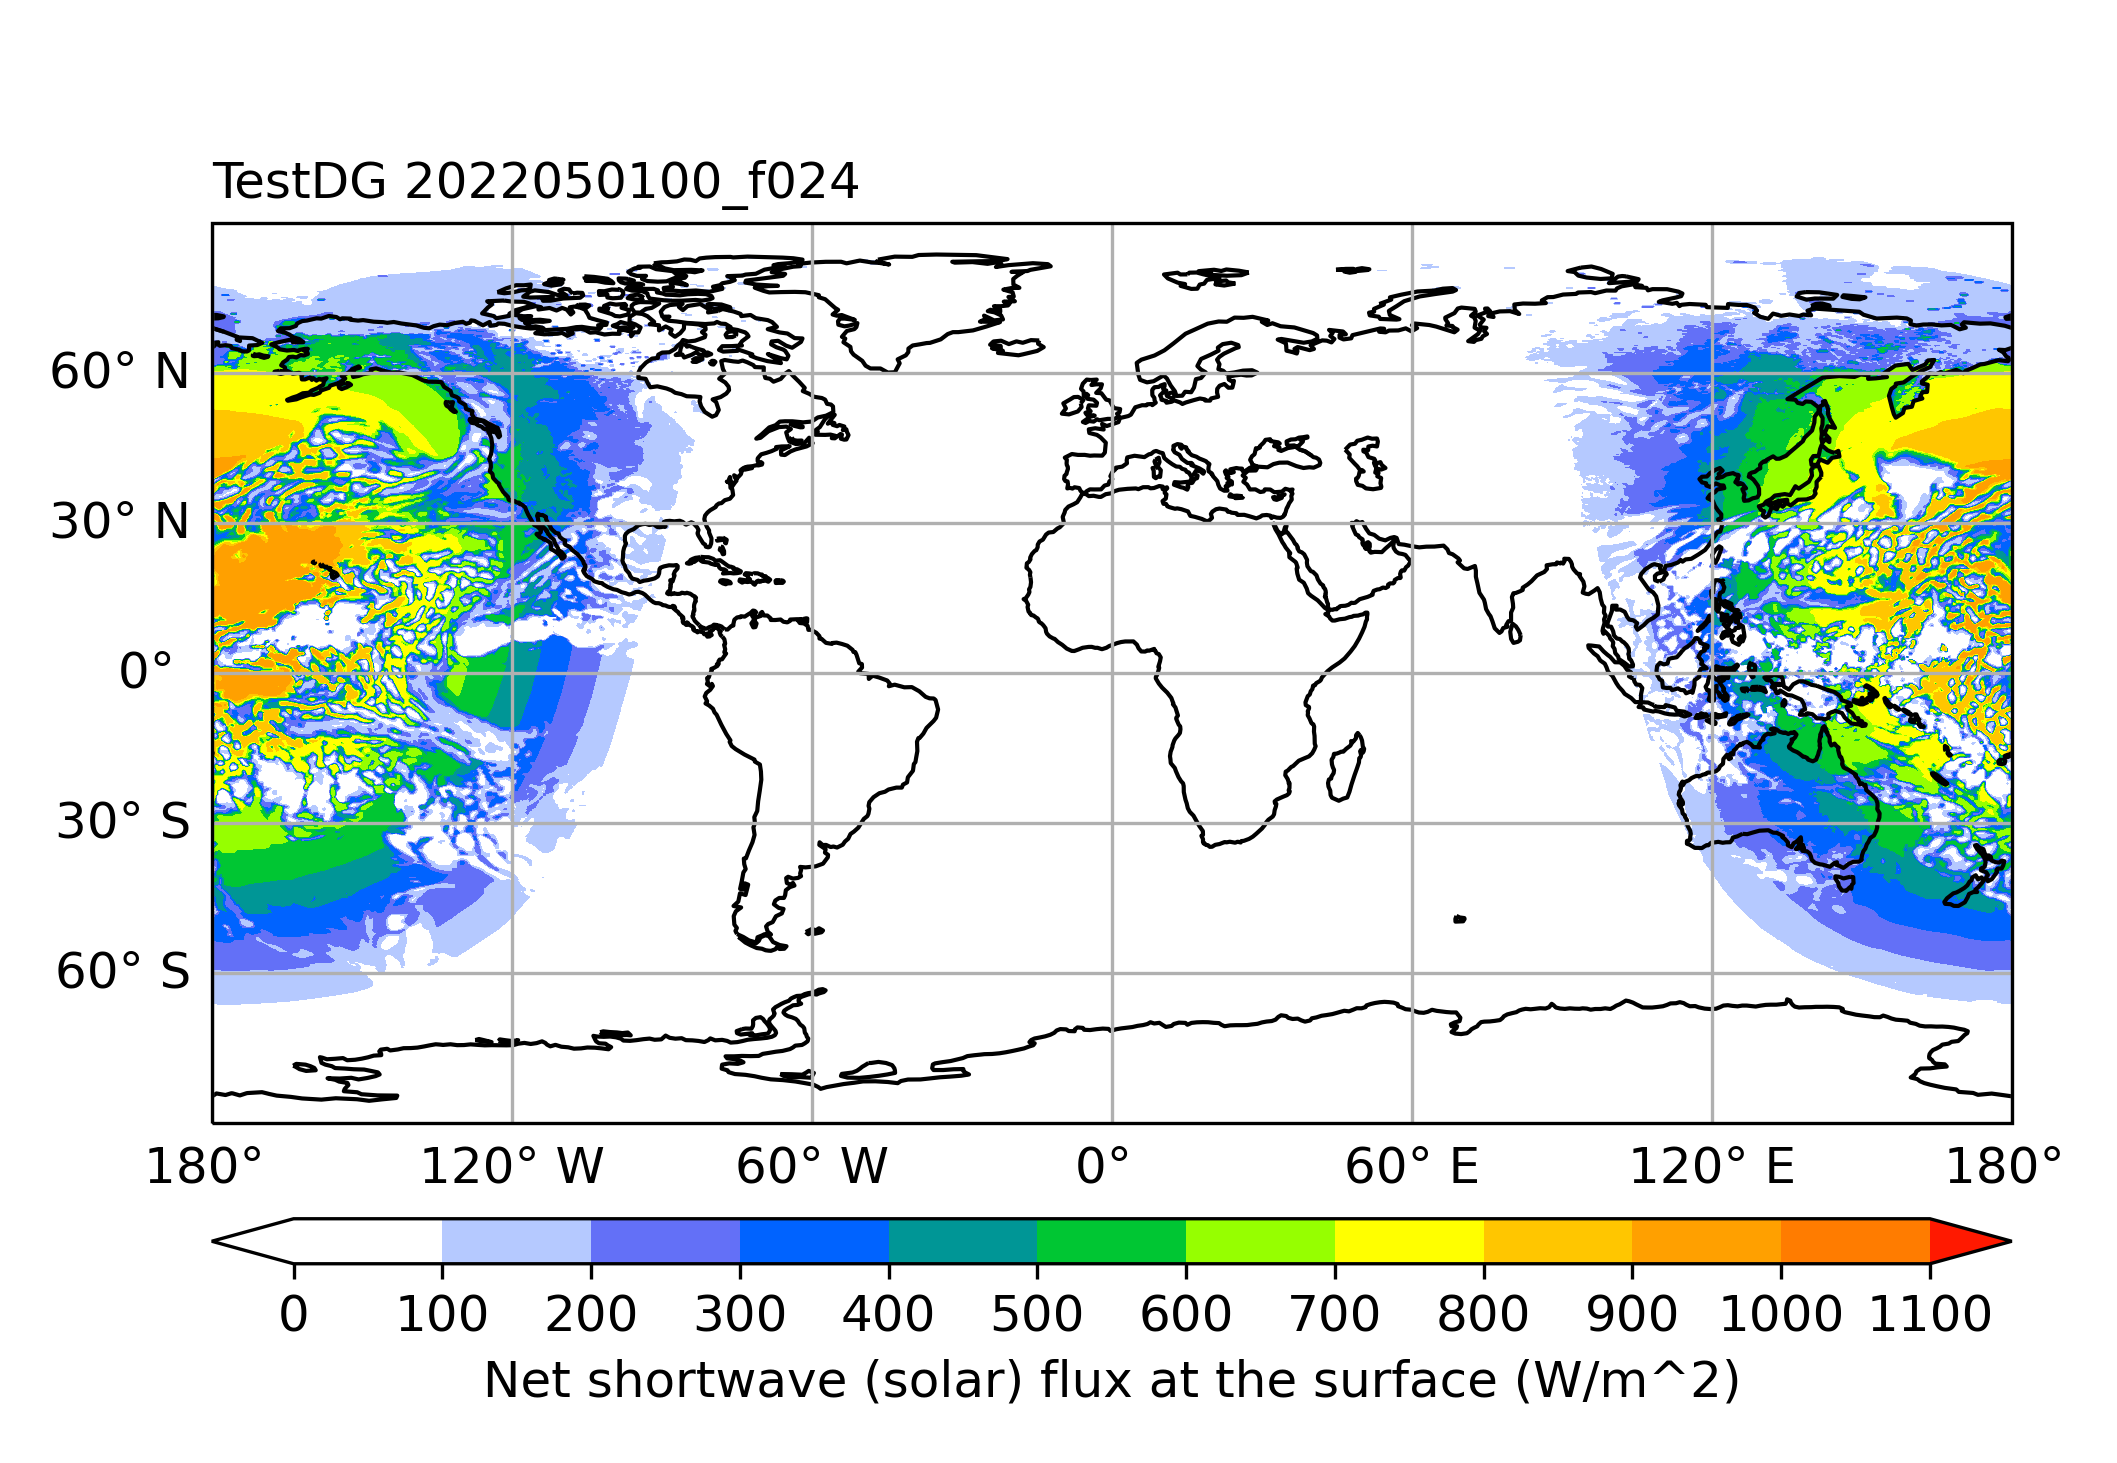 TestDG 2022050100_f024
60° N
30° N
0°
30° S
60° S
180° 120° W 60° W 0° 60° E 120° E 180°
0 100 200 300 400 500 600 700 800 900 1000 1100
Net shortwave (solar) flux at the surface (W/m^2)